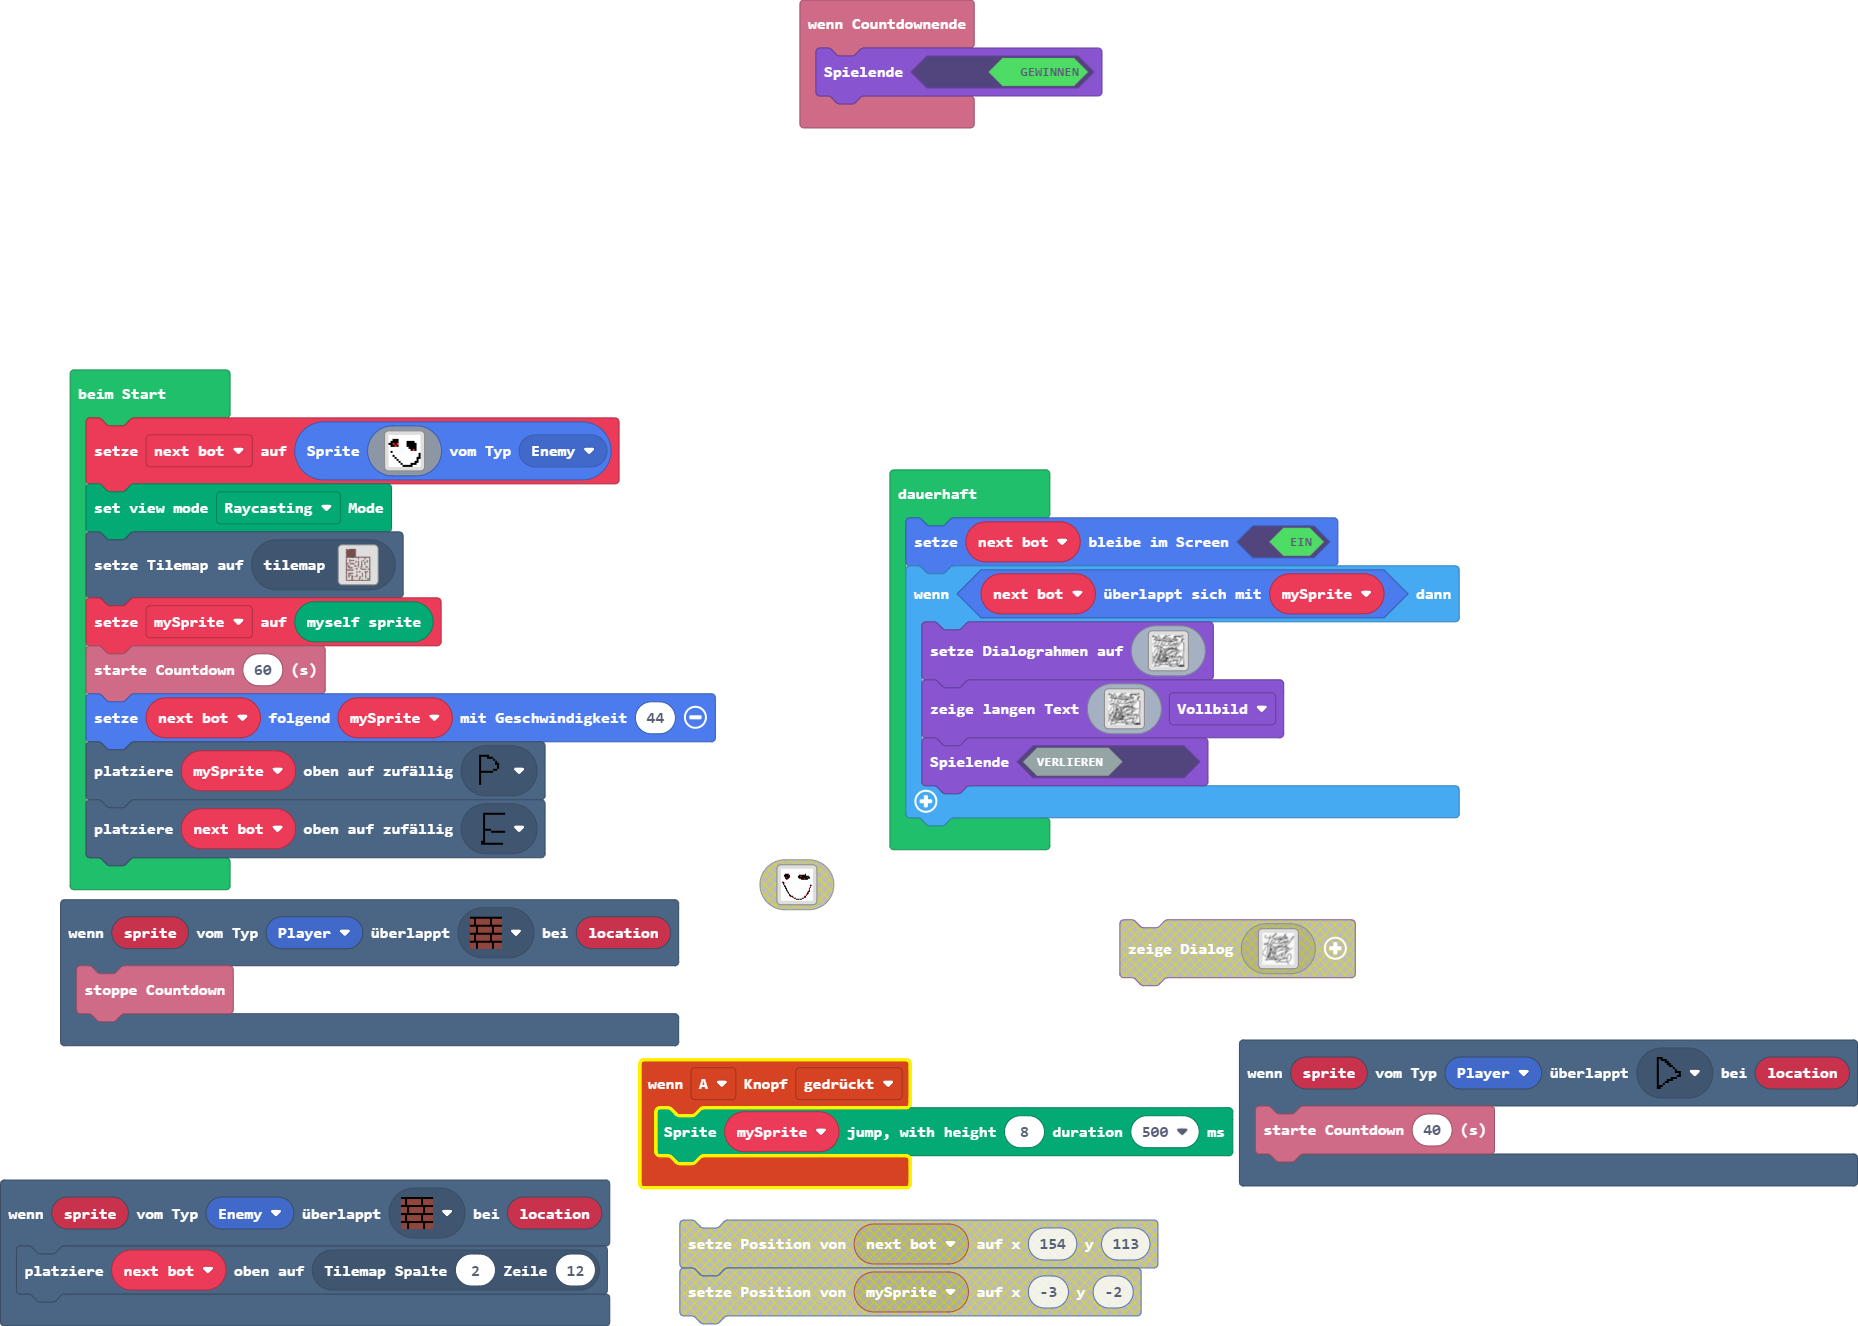 wenn Countdownende
Spielende GEWINNEN
beim Start
setze next bot auf Sprite vom Typ Enemy
set view mode Raycasting Mode
setze Tilemap auf tilemap
setze mySprite auf myself sprite
starte Countdown 60 (s)
setze next bot folgend mySprite mit Geschwindigkeit 44
platziere mySprite oben auf zufällig P
platziere next bot oben auf zufällig E
dauerhaft
setze next bot bleibe im Screen EIN
wenn next bot überlappt sich mit mySprite dann
setze Dialograhmen auf
zeige langen Text Vollbild
Spielende VERLIEREN
wenn sprite vom Typ Player überlappt bei location
stoppe Countdown
zeige Dialog
wenn A Knopf gedrückt
Sprite mySprite jump, with height 8 duration 500 ms
wenn sprite vom Typ Player überlappt bei location
starte Countdown 40 (s)
wenn sprite vom Typ Enemy überlappt bei location
platziere next bot oben auf Tilemap Spalte 2 Zeile 12
setze Position von next bot auf x 154 y 113
setze Position von mySprite auf x -3 y -2